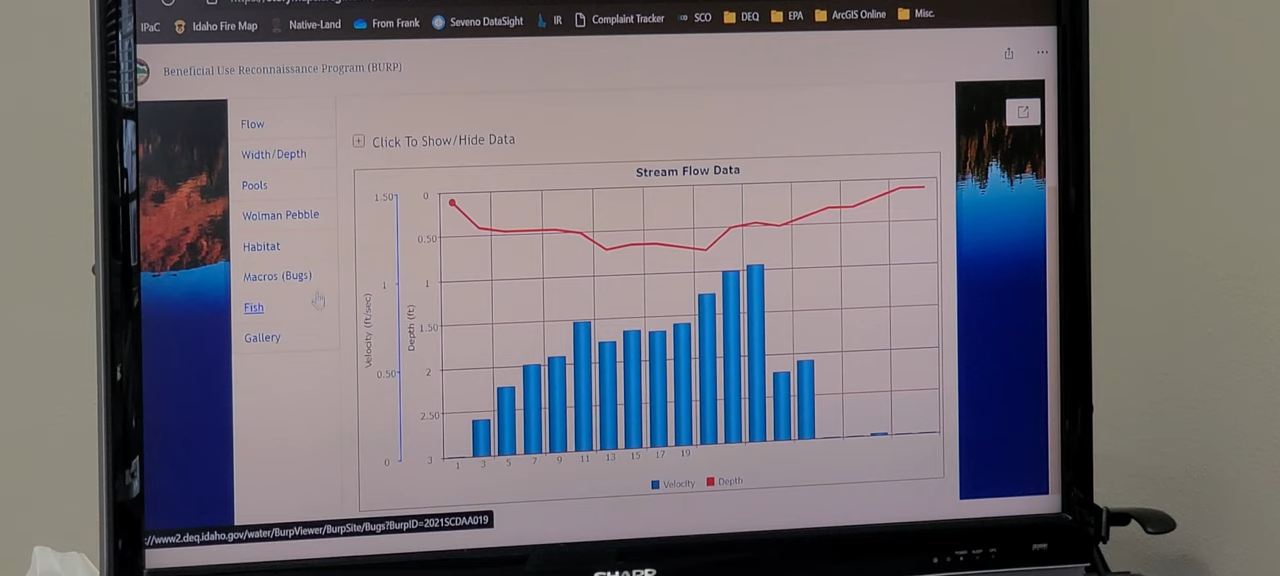 IPaC Idaho Fire Map Native-Land From Frank Seveno DataSight IR Complaint Tracker SCO DEQ EPA ArcGIS Online Misc.
Beneficial Use Reconnaissance Program (BURP)
Flow
Width/Depth
Pools
Wolman Pebble
Habitat
Macros (Bugs)
Fish
Gallery
Click To Show/Hide Data
Stream Flow Data
1.50
1
0.50
0
Velocity (ft/sec)
0
0.50
1
1.50
2
2.50
3
Depth (ft)
1 3 5 7 9 11 13 15 17 19
Velocity Depth
://www2.deq.idaho.gov/water/BurpViewer/BurpSite/Bugs?BurpID=2021SCDAA019
SHARP